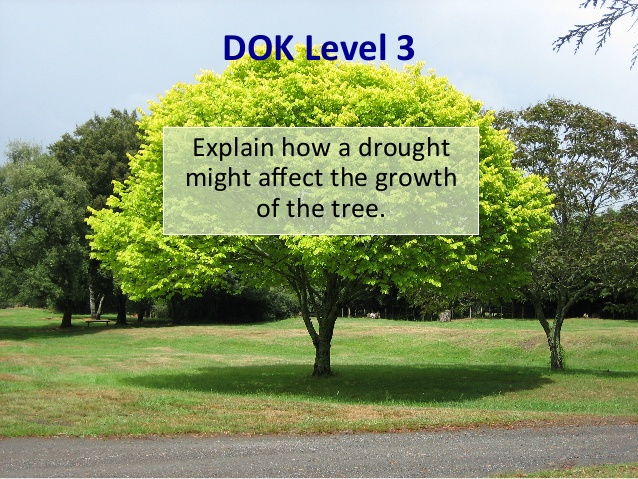 DOK Level 3
Explain how a drought
might affect the growth
of the tree.